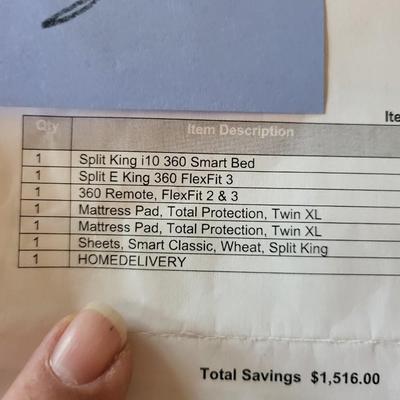 Ite
Qty Item Description
1 Split King i10 360 Smart Bed
1 Split E King 360 FlexFit 3
1 360 Remote, FlexFit 2 & 3
1 Mattress Pad, Total Protection, Twin XL
1 Mattress Pad, Total Protection, Twin XL
1 Sheets, Smart Classic, Wheat, Split King
1 HOMEDELIVERY
Total Savings $1,516.00